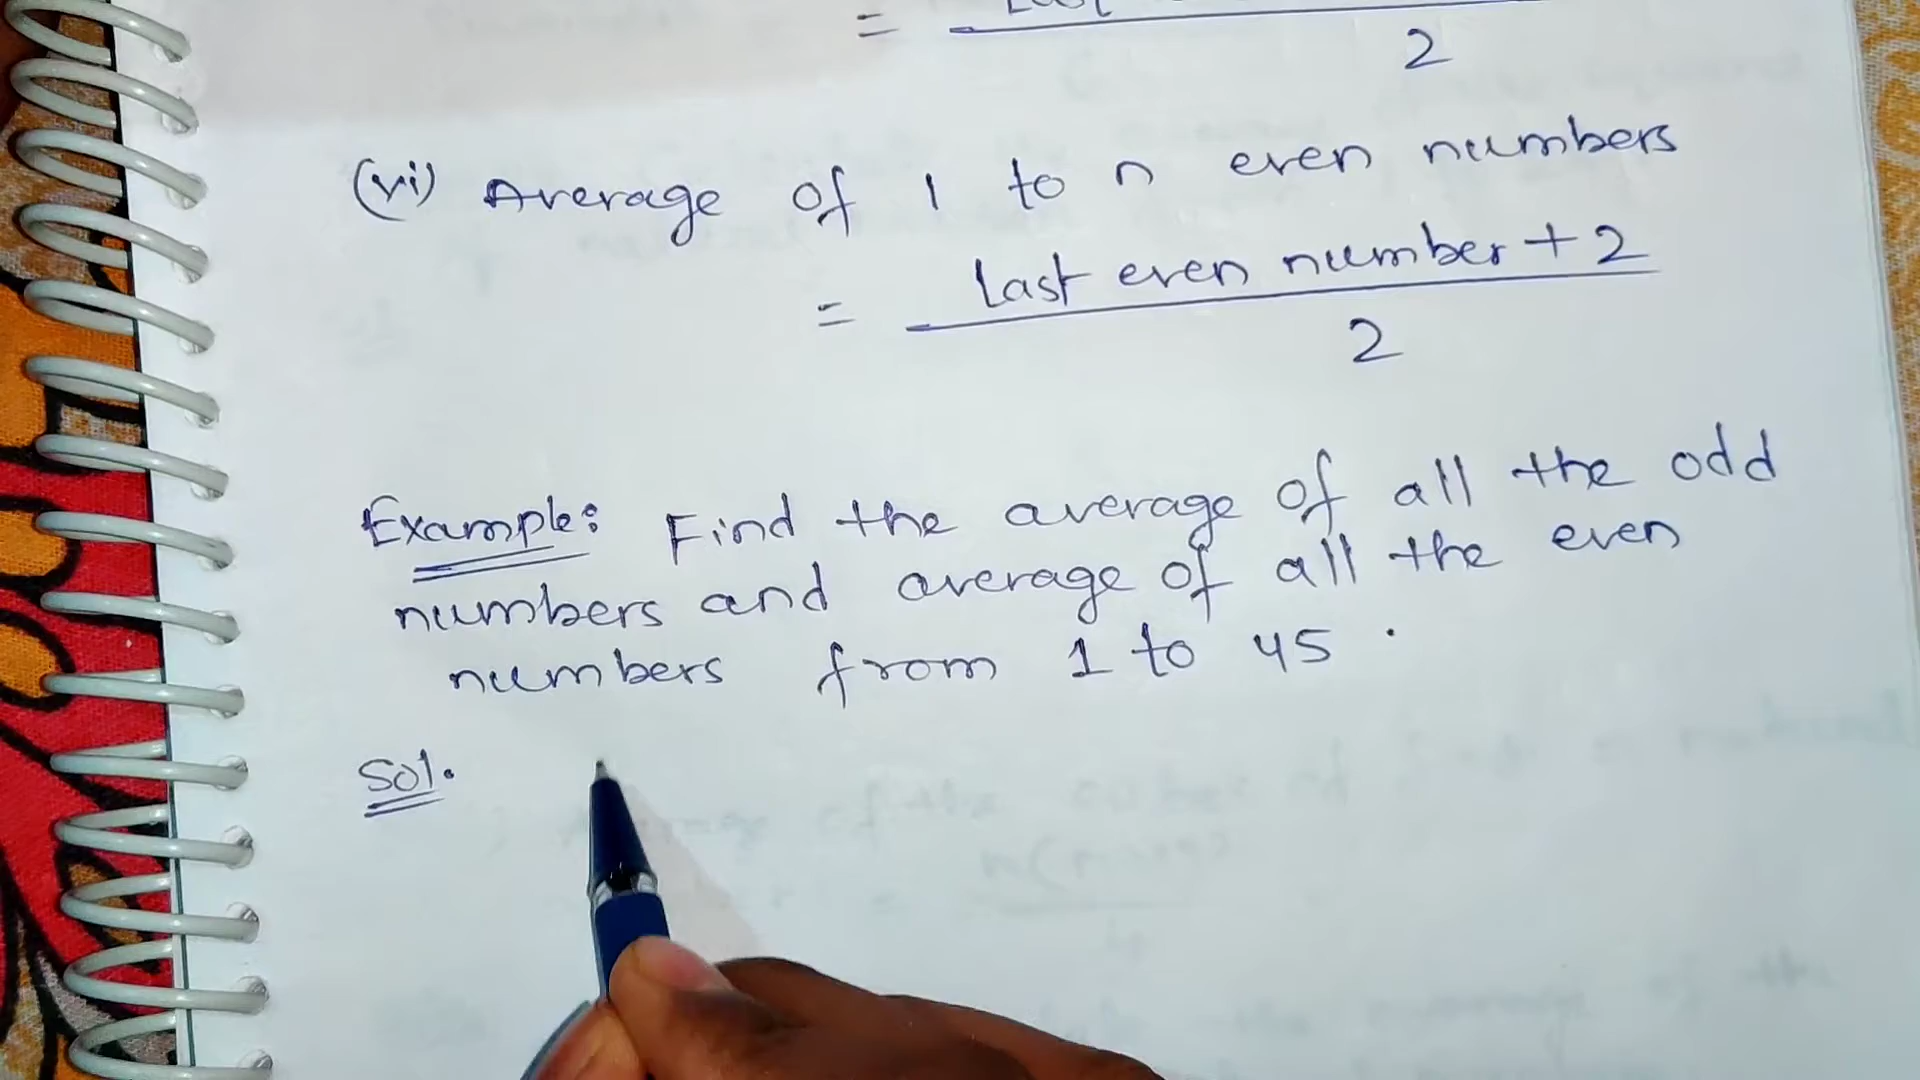 =
2
(vi) Average of 1 to n even numbers
= last even number + 2
2
Example: Find the average of all the odd
numbers and average of all the even
numbers from 1 to 45 .
Sol.